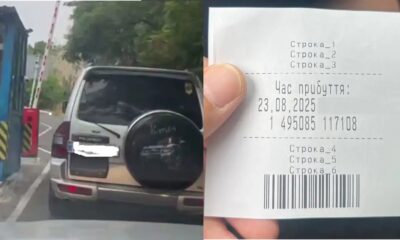 Строка_1
Строка_2
Строка_3
Час прибуття:
23,08,2025
1 495085 117108
Строка_4
Строка_5
Строка_6